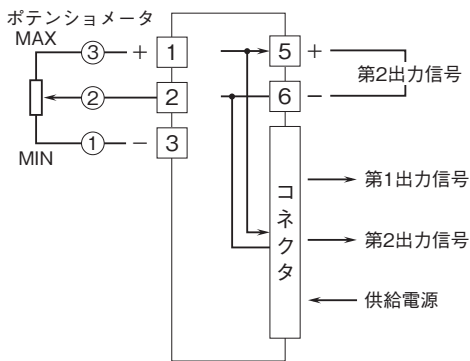 ポテンショメータ
MAX
③ + 1
② 2
① − 3
MIN
5 +
6 −
第2出力信号
コネクタ
第1出力信号
第2出力信号
供給電源